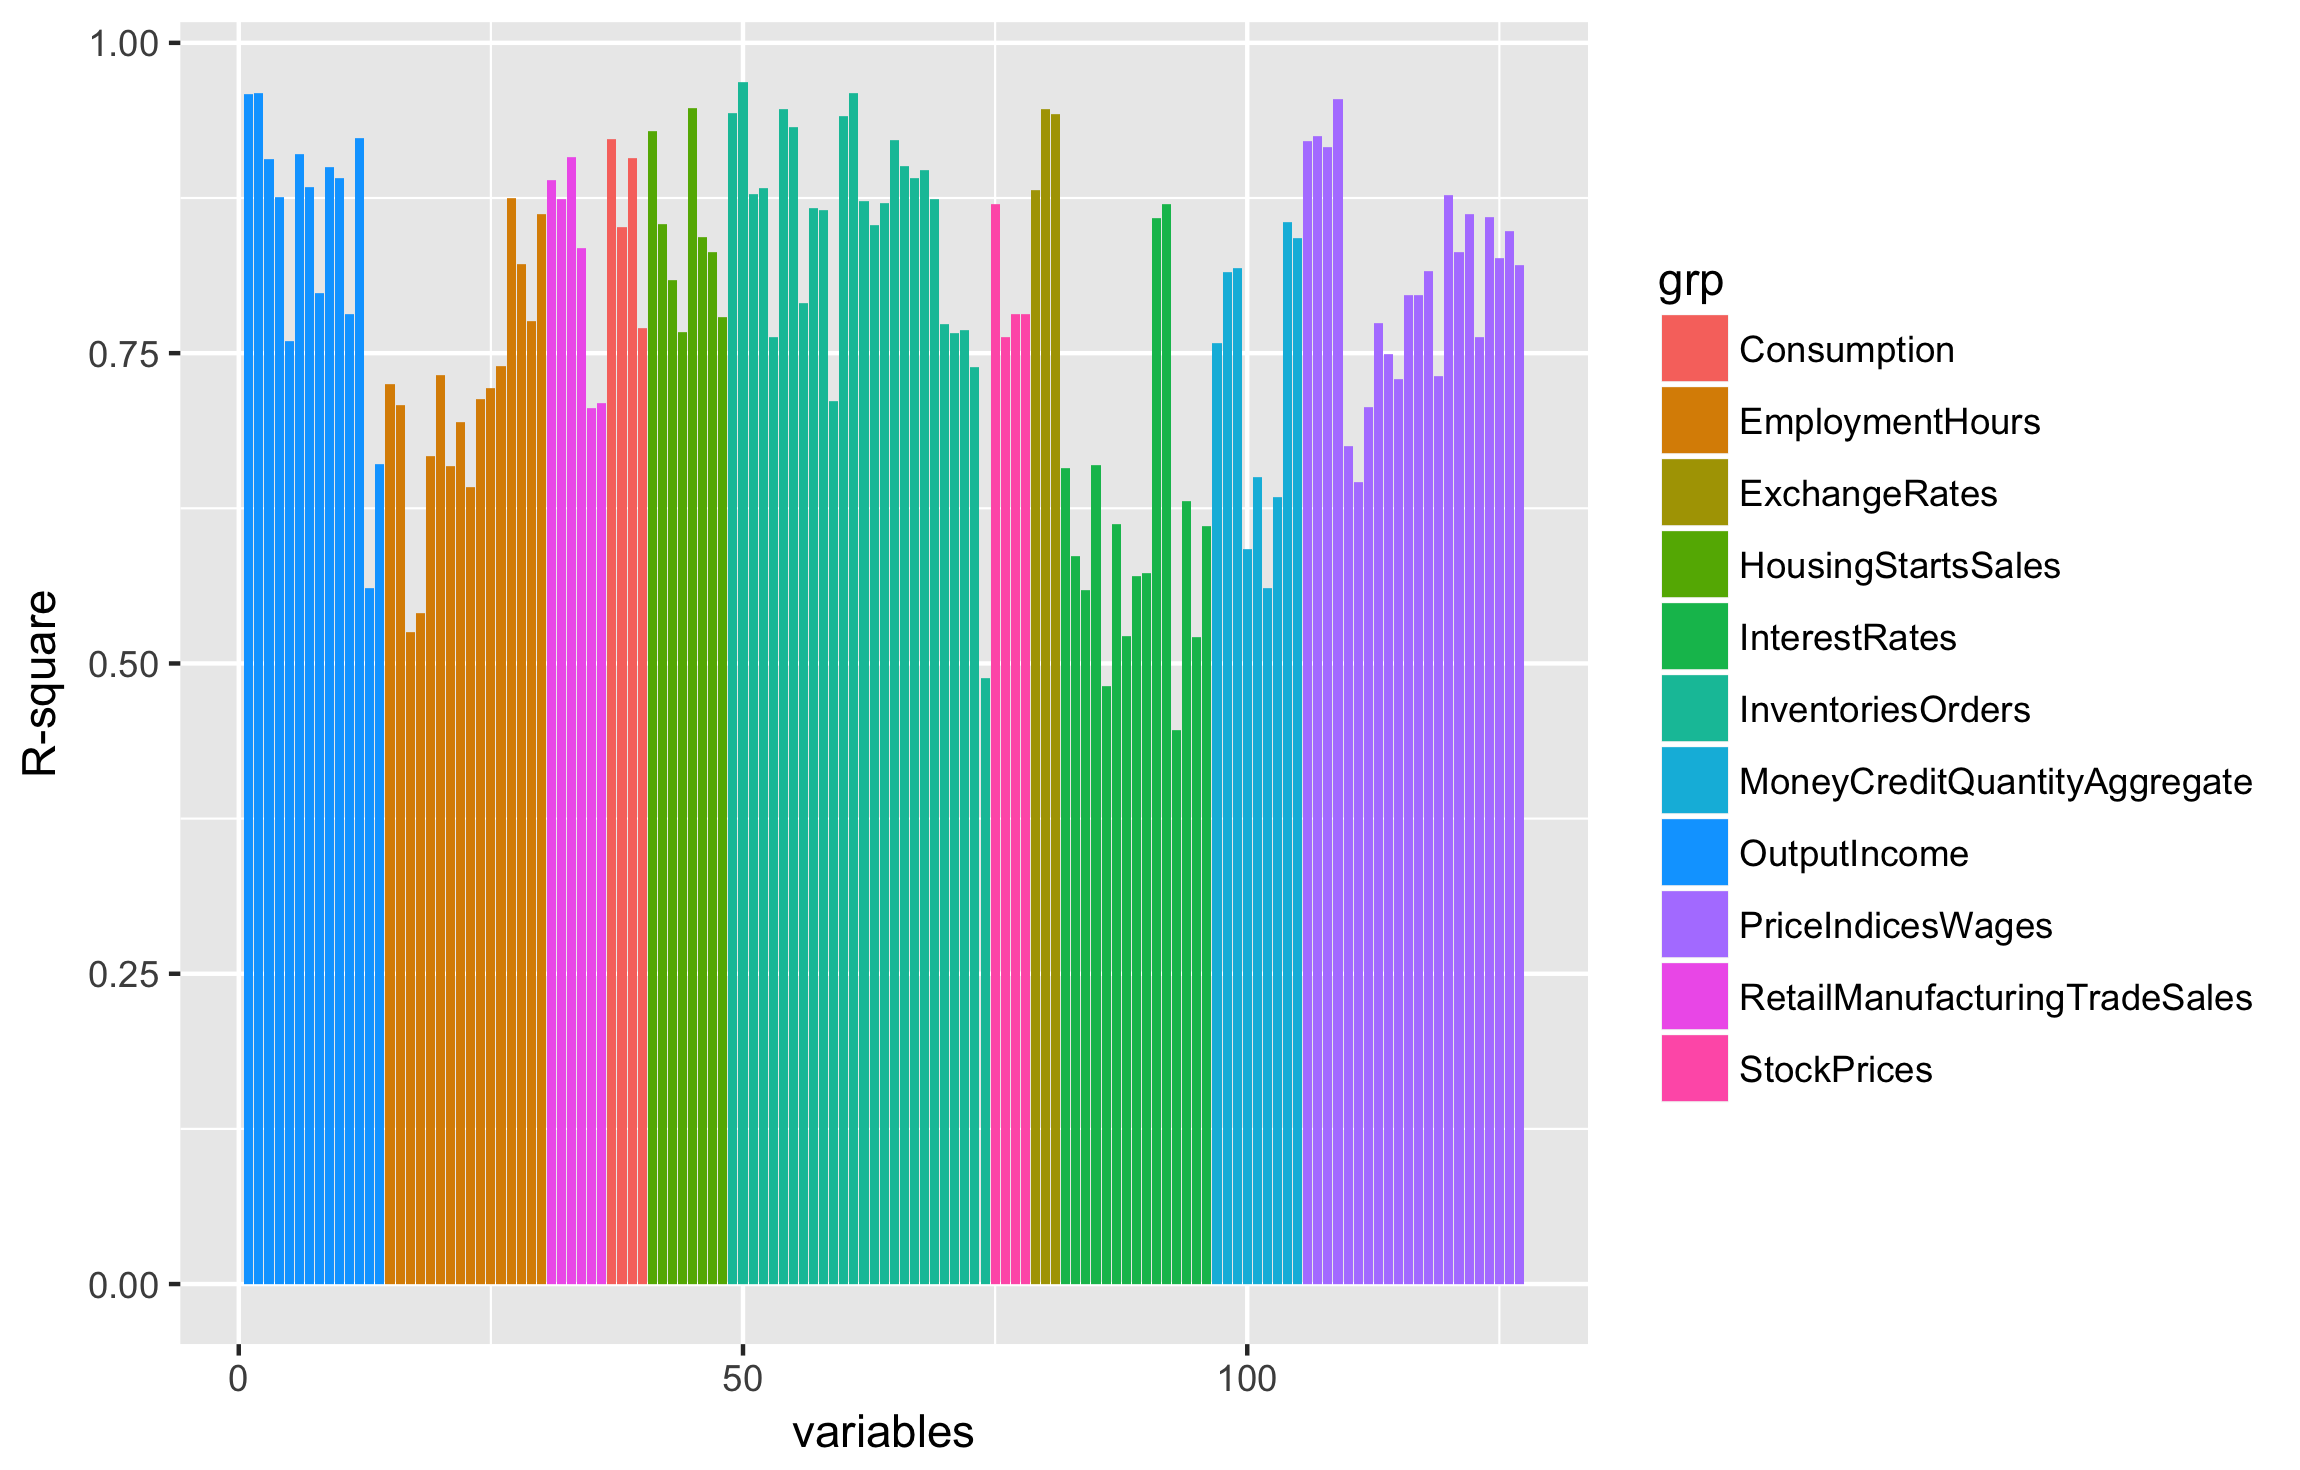 1.00
0.75
0.50
0.25
0.00
R-square
0
50
100
variables
grp
Consumption
EmploymentHours
ExchangeRates
HousingStartsSales
InterestRates
InventoriesOrders
MoneyCreditQuantityAggregate
OutputIncome
PriceIndicesWages
RetailManufacturingTradeSales
StockPrices